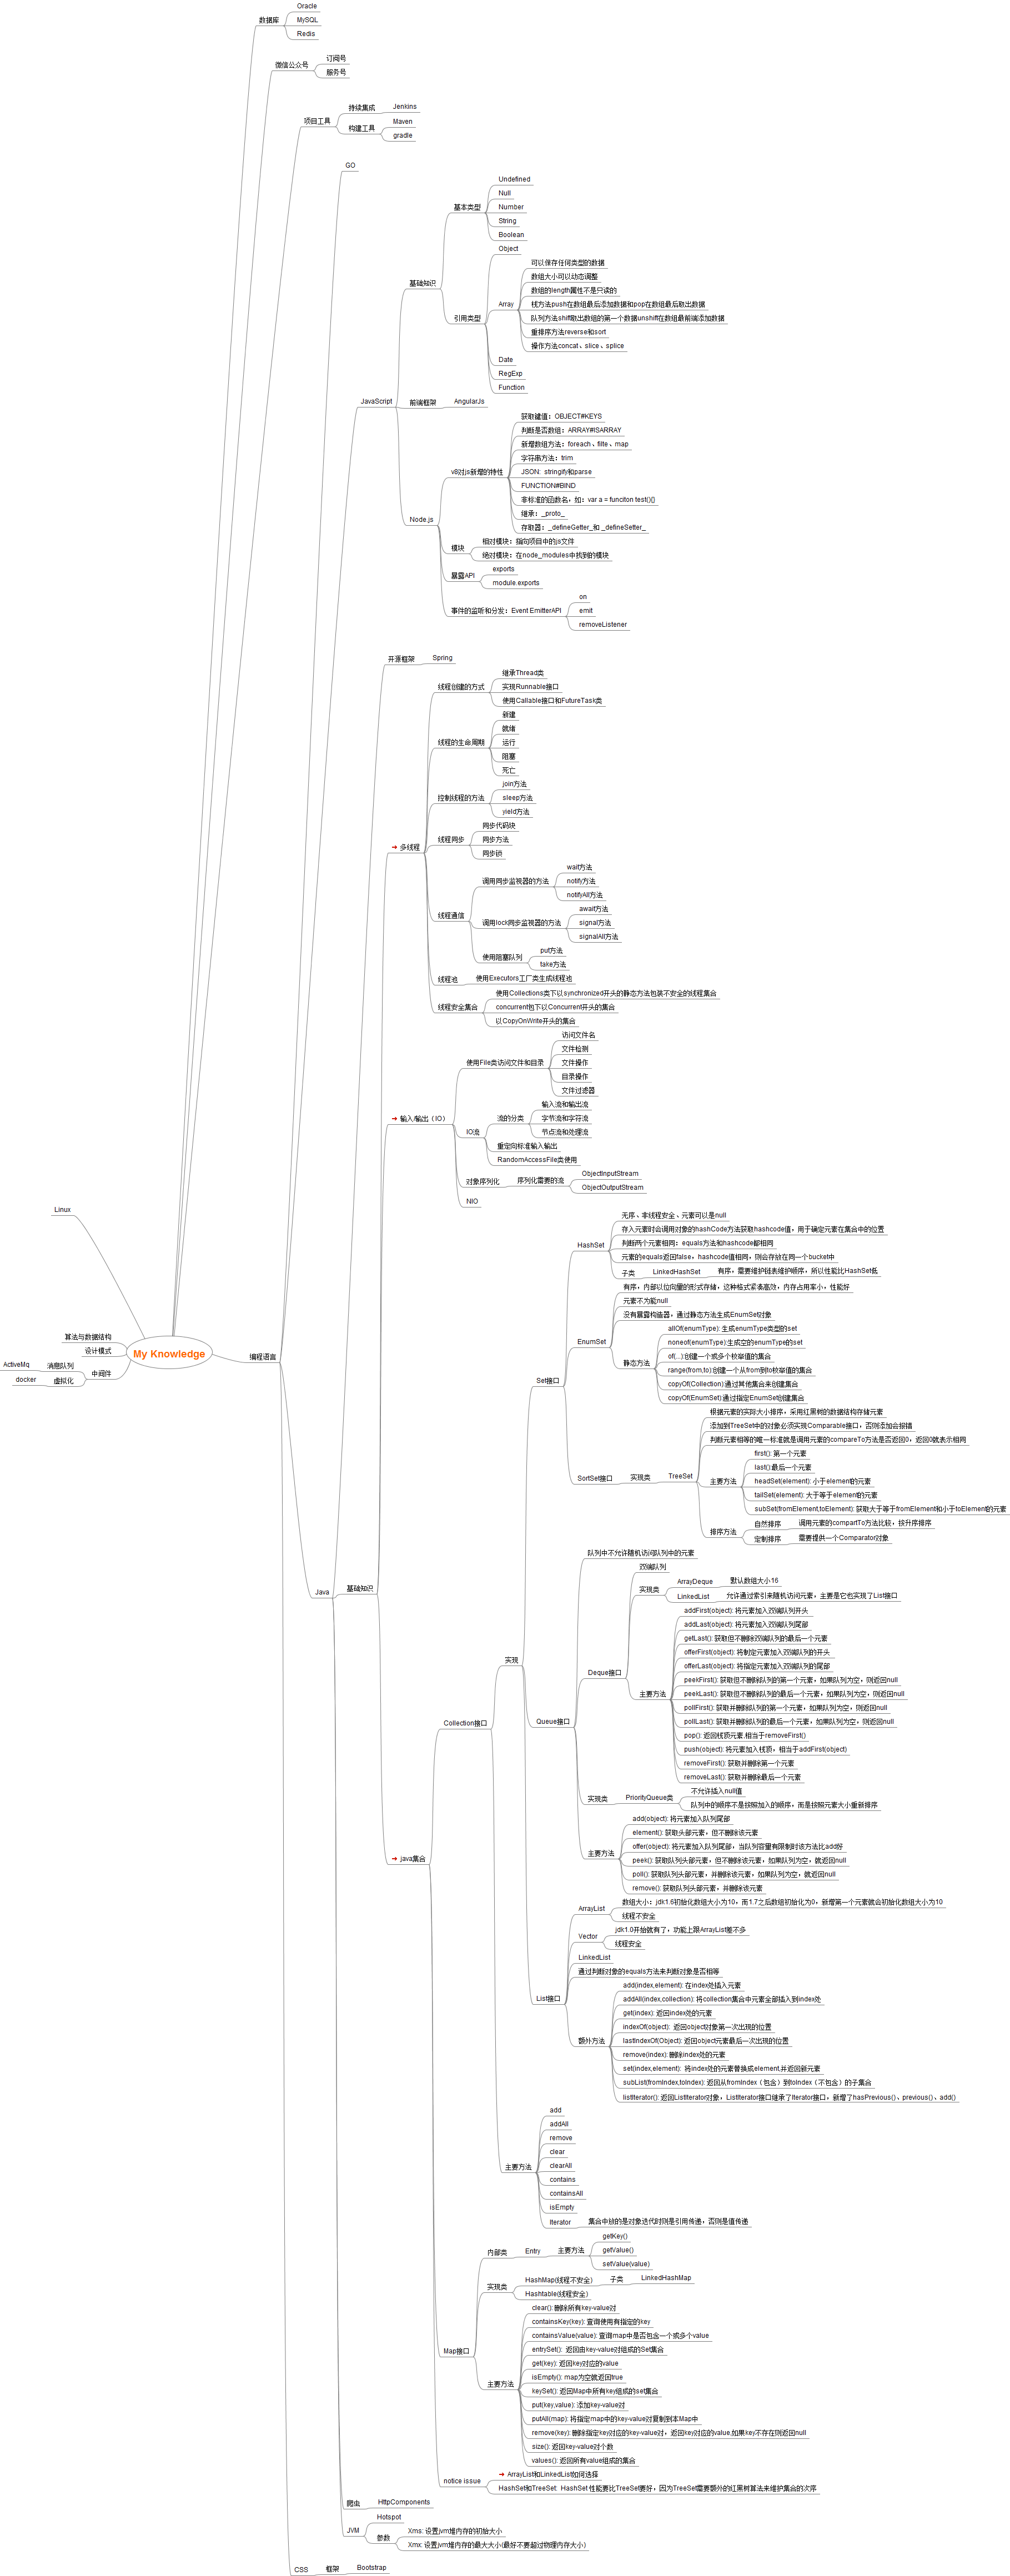 Oracle
数据库
MySQL
Redis
订阅号
微信公众号
服务号
持续集成
Jenkins
项目工具
Maven
构建工具
gradle
GO
Undefined
Null
基本类型
Number
String
Boolean
Object
可以保存任何类型的数据
数组大小可以动态调整
基础知识
数组的length属性不是只读的
Array
栈方法push在数组最后添加数据和pop在数组最后取出数据
引用类型
队列方法shift取出数组的第一个数据unshift在数组最前端添加数据
重排序方法reverse和sort
操作方法concat、slice、splice
Date
RegExp
Function
JavaScript
前端框架
AngularJs
获取键值：OBJECT#KEYS
判断是否数组：ARRAY#ISARRAY
新增数组方法：foreach、filte、map
字符串方法：trim
v8对js新增的特性
JSON: stringify和parse
FUNCTION#BIND
非标准的函数名，如：var a = funciton test(){}
继承：_proto_
存取器：_defineGetter_和 _defineSetter_
Node.js
模块
相对模块：指向项目中的js文件
绝对模块：在node_modules中找到的模块
暴露API
exports
module.exports
事件的监听和分发：Event EmitterAPI
on
emit
removeListener
开源框架
Spring
线程创建的方式
继承Thread类
实现Runnable接口
使用Callable接口和FutureTask类
线程的生命周期
新建
就绪
运行
阻塞
死亡
控制线程的方法
join方法
sleep方法
yield方法
多线程
线程同步
同步代码块
同步方法
同步锁
线程通信
调用同步监视器的方法
wait方法
notify方法
notifyAll方法
调用lock同步监视器的方法
await方法
signal方法
signalAll方法
使用阻塞队列
put方法
take方法
线程池
使用Executors工厂类生成线程池
线程安全集合
使用Collections类下以synchronized开头的静态方法包装不安全的线程集合
concurrent包下以Concurrent开头的集合
以CopyOnWrite开头的集合
使用File类访问文件和目录
访问文件名
文件检测
文件操作
目录操作
文件过滤器
输入/输出（IO）
IO流
流的分类
输入流和输出流
字节流和字符流
节点流和处理流
重定向标准输入输出
RandomAccessFile类使用
对象序列化
序列化需要的流
ObjectInputStream
ObjectOutputStream
NIO
Linux
算法与数据结构
设计模式
ActiveMq
消息队列
中间件
docker
虚拟化
My Knowledge
编程语言
Java
基础知识
java集合
Collection接口
实现
Set接口
HashSet
无序、非线程安全、元素可以是null
存入元素时会调用对象的hashCode方法获取hashcode值，用于确定元素在集合中的位置
判断两个元素相同：equals方法和hashcode都相同
元素的equals返回false，hashcode值相同，则会存放在同一个bucket中
子类
LinkedHashSet
有序，需要维护链表维护顺序，所以性能比HashSet低
EnumSet
有序，内部以位向量的形式存储，这种格式紧凑高效，内存占用率小，性能好
元素不为能null
没有暴露构造器，通过静态方法生成EnumSet对象
静态方法
allOf(enumType): 生成enumType类型的set
noneof(enumType):生成空的enumType的set
of(...):创建一个或多个枚举值的集合
range(from,to):创建一个从from到to枚举值的集合
copyOf(Collection):通过其他集合来创建集合
copyOf(EnumSet):通过指定EnumSet创建集合
SortSet接口
实现类
TreeSet
根据元素的实际大小排序，采用红黑树的数据结构存储元素
添加到TreeSet中的对象必须实现Comparable接口，否则添加会报错
判断元素相等的唯一标准就是调用元素的compareTo方法是否返回0，返回0就表示相同
主要方法
first(): 第一个元素
last():最后一个元素
headSet(element): 小于element的元素
tailSet(element): 大于等于element的元素
subSet(fromElement,toElement): 获取大于等于fromElement和小于toElement的元素
排序方法
自然排序
调用元素的compartTo方法比较，按升序排序
定制排序
需要提供一个Comparator对象
Queue接口
队列中不允许随机访问队列中的元素
Deque接口
双端队列
实现类
ArrayDeque
默认数组大小16
LinkedList
允许通过索引来随机访问元素，主要是它也实现了List接口
主要方法
addFirst(object): 将元素加入双端队列开头
addLast(object): 将元素加入双端队列尾部
getLast(): 获取但不删除双端队列的最后一个元素
offerFirst(object): 将制定元素加入双端队列的开头
offerLast(object): 将指定元素加入双端队列的尾部
peekFirst(): 获取但不删除队列的第一个元素，如果队列为空，则返回null
peekLast(): 获取但不删除队列的最后一个元素，如果队列为空，则返回null
pollFirst(): 获取并删除队列的第一个元素，如果队列为空，则返回null
pollLast(): 获取并删除队列的最后一个元素，如果队列为空，则返回null
pop(): 返回栈顶元素,相当于removeFirst()
push(object): 将元素加入栈顶，相当于addFirst(object)
removeFirst(): 获取并删除第一个元素
removeLast(): 获取并删除最后一个元素
实现类
PriorityQueue类
不允许插入null值
队列中的顺序不是按照加入的顺序，而是按照元素大小重新排序
主要方法
add(object): 将元素加入队列尾部
element(): 获取头部元素，但不删除该元素
offer(object): 将元素加入队列尾部，当队列容量有限制时该方法比add好
peek(): 获取队列头部元素，但不删除该元素，如果队列为空，就返回null
poll(): 获取队列头部元素，并删除该元素，如果队列为空，就返回null
remove(): 获取队列头部元素，并删除该元素
List接口
ArrayList
数组大小：jdk1.6初始化数组大小为10，而1.7之后数组初始化为0，新增第一个元素就会初始化数组大小为10
线程不安全
Vector
jdk1.0开始就有了，功能上跟ArrayList差不多
线程安全
LinkedList
通过判断对象的equals方法来判断对象是否相等
额外方法
add(index,element): 在index处插入元素
addAll(index,collection): 将collection集合中元素全部插入到index处
get(index): 返回index处的元素
indexOf(object): 返回object对象第一次出现的位置
lastIndexOf(Object): 返回object元素最后一次出现的位置
remove(index): 删除index处的元素
set(index,element): 将index处的元素替换成element,并返回新元素
subList(fromIndex,toIndex): 返回从fromIndex（包含）到toIndex（不包含）的子集合
listIterator(): 返回ListIterator对象，ListIterator接口继承了Iterator接口，新增了hasPrevious()、previous()、add()
主要方法
add
addAll
remove
clear
clearAll
contains
containsAll
isEmpty
Iterator
集合中放的是对象迭代时则是引用传递，否则是值传递
Map接口
内部类
Entry
主要方法
getKey()
getValue()
setValue(value)
实现类
HashMap(线程不安全)
子类
LinkedHashMap
Hashtable(线程安全)
主要方法
clear(): 删除所有key-value对
containsKey(key): 查询使用有指定的key
containsValue(value): 查询map中是否包含一个或多个value
entrySet(): 返回由key-value对组成的Set集合
get(key): 返回key对应的value
isEmpty(): map为空就返回true
keySet(): 返回Map中所有key组成的set集合
put(key,value): 添加key-value对
putAll(map): 将指定map中的key-value对复制到本Map中
remove(key): 删除指定key对应的key-value对，返回key对应的value,如果key不存在则返回null
size(): 返回key-value对个数
values(): 返回所有value组成的集合
notice issue
ArrayList和LinkedList如何选择
HashSet和TreeSet: HashSet 性能要比TreeSet要好，因为TreeSet需要额外的红黑树算法来维护集合的次序
爬虫
HttpComponents
JVM
Hotspot
参数
Xms: 设置jvm堆内存的初始大小
Xmx: 设置jvm堆内存的最大大小(最好不要超过物理内存大小)
CSS
框架
Bootstrap